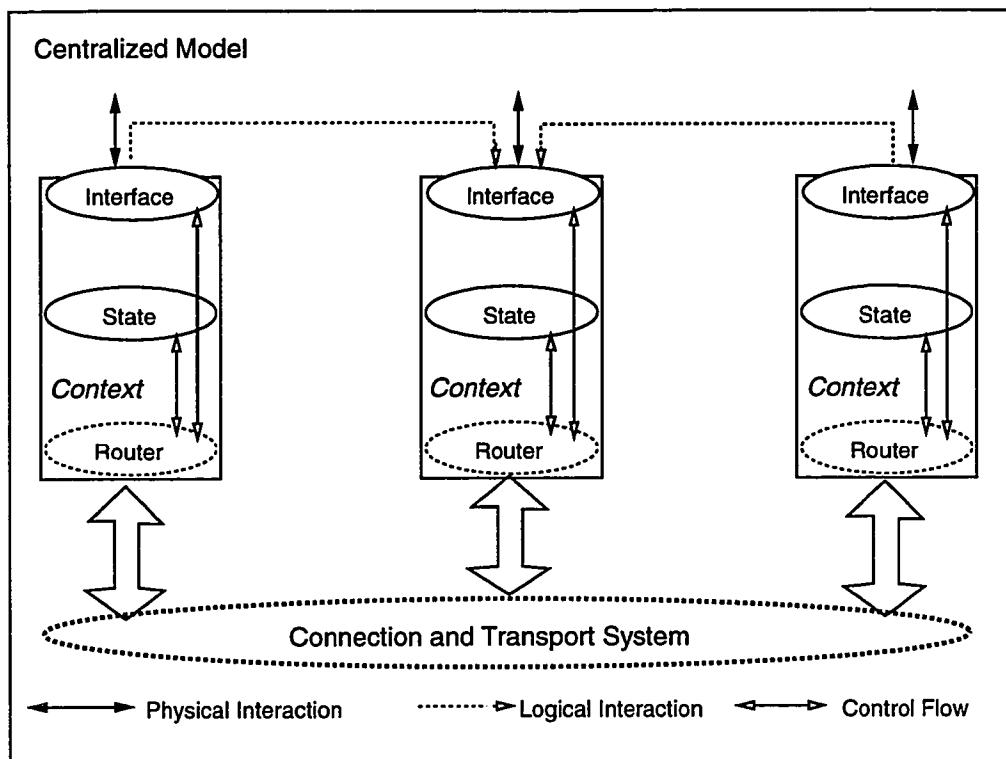 Centralized Model
Interface
Interface
Interface
State
State
State
Context
Context
Context
Router
Router
Router
Connection and Transport System
Physical Interaction
Logical Interaction
Control Flow